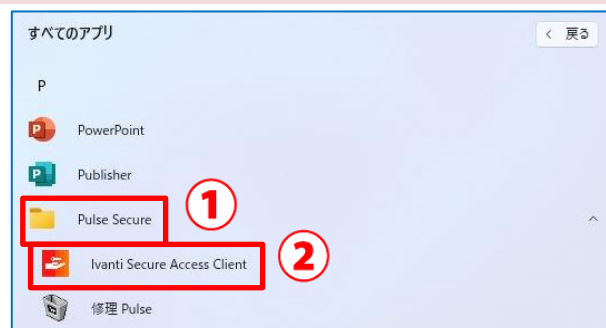 すべてのアプリ
< 戻る
P
PowerPoint
Publisher
Pulse Secure
①
Ivanti Secure Access Client
②
修理 Pulse